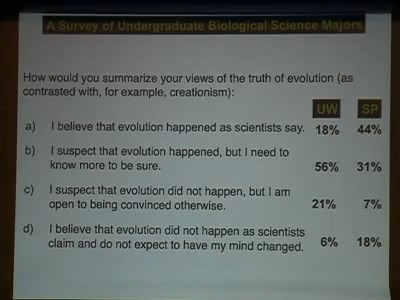 A Survey of Undergraduate Biological Science Majors
How would you summarize your views of the truth of evolution (as
contrasted with, for example, creationism):
UW SP
a) I believe that evolution happened as scientists say. 18% 44%
b) I suspect that evolution happened, but I need to
know more to be sure. 56% 31%
c) I suspect that evolution did not happen, but I am
open to being convinced otherwise. 21% 7%
d) I believe that evolution did not happen as scientists
claim and do not expect to have my mind changed. 6% 18%